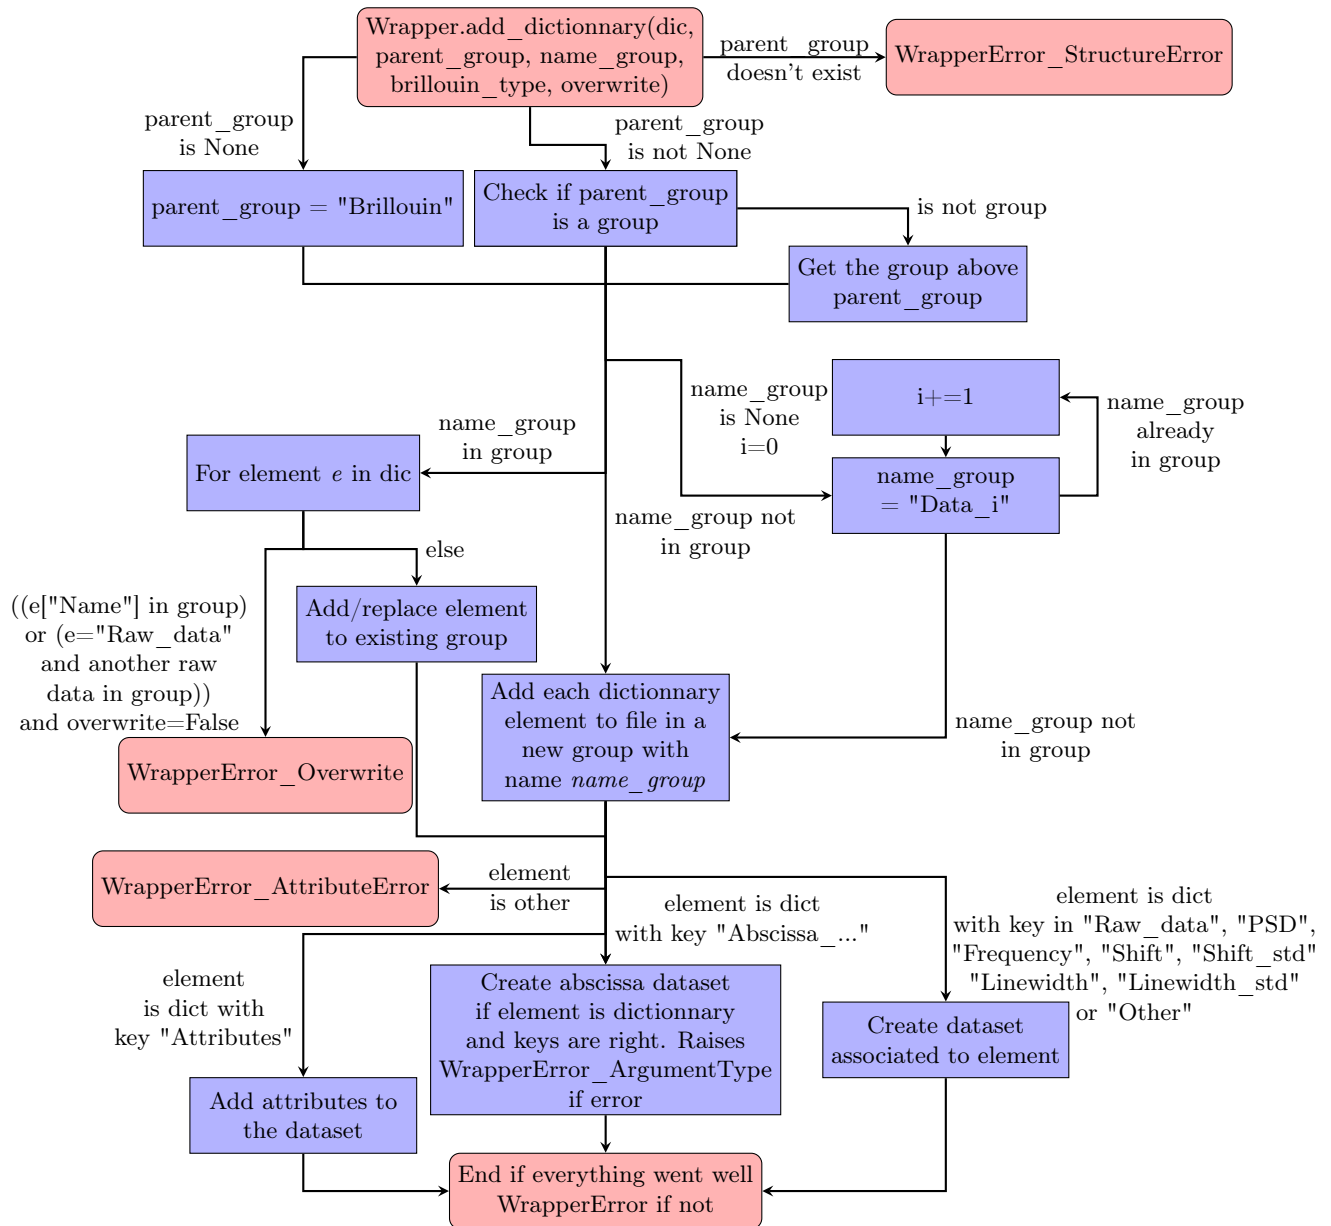 Wrapper.add_dictionnary(dic,
parent_group, name_group,
brillouin_type, overwrite)
parent_group
doesn't exist
WrapperError_StructureError
parent_group
is None
parent_group
is not None
parent_group = "Brillouin"
Check if parent_group
is a group
is not group
Get the group above
parent_group
name_group
is None
i=0
i+=1
name_group
already
in group
name_group
in group
For element e in dic
name_group
= "Data_i"
name_group not
in group
else
((e["Name"] in group)
or (e="Raw_data"
and another raw
data in group))
and overwrite=False
Add/replace element
to existing group
Add each dictionnary
element to file in a
new group with
name name_group
name_group not
in group
WrapperError_Overwrite
WrapperError_AttributeError
element
is other
element is dict
with key "Abscissa_..."
element is dict
with key in "Raw_data", "PSD",
"Frequency", "Shift", "Shift_std"
"Linewidth", "Linewidth_std"
or "Other"
element
is dict with
key "Attributes"
Create abscissa dataset
if element is dictionnary
and keys are right. Raises
WrapperError_ArgumentType
if error
Create dataset
associated to element
Add attributes to
the dataset
End if everything went well
WrapperError if not